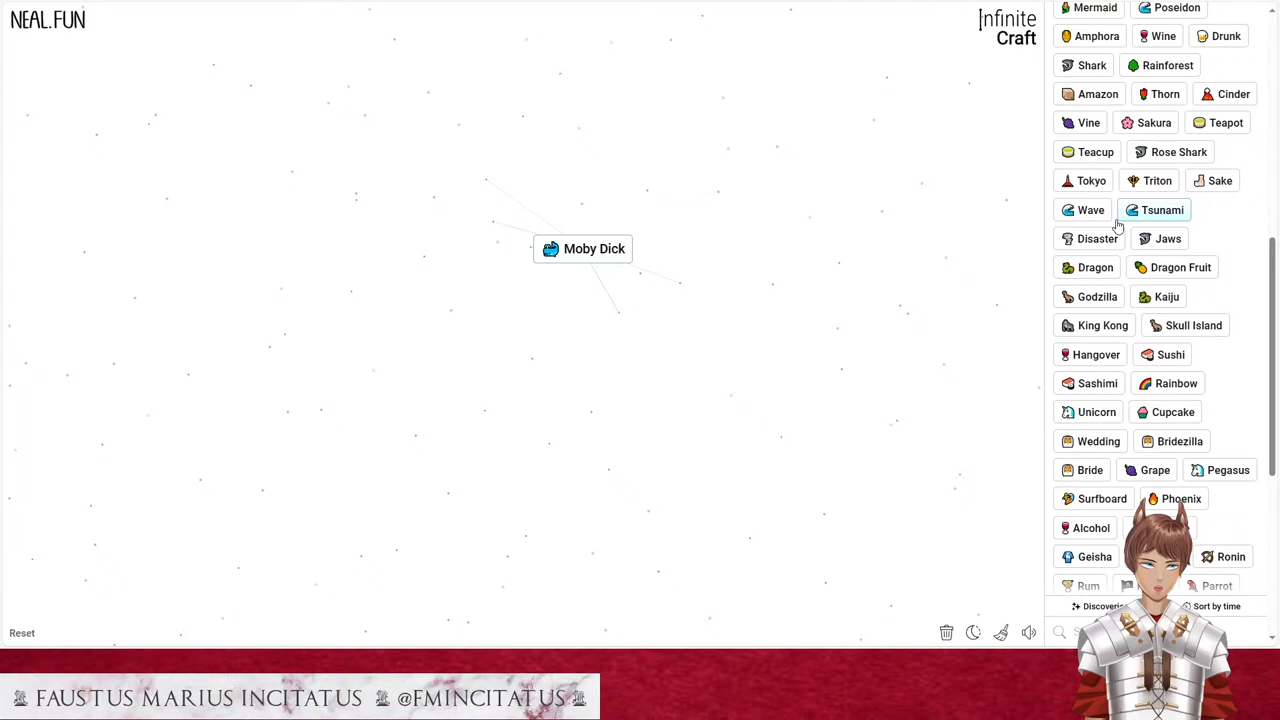 NEAL.FUN
Infinite
Craft
Mermaid Poseidon
Amphora Wine Drunk
Shark Rainforest
Amazon Thorn Cinder
Vine Sakura Teapot
Teacup Rose Shark
Tokyo Triton Sake
Wave Tsunami
Moby Dick
Disaster Jaws
Dragon Dragon Fruit
Godzilla Kaiju
King Kong Skull Island
Hangover Sushi
Sashimi Rainbow
Unicorn Cupcake
Wedding Bridezilla
Bride Grape Pegasus
Surfboard Phoenix
Alcohol
Geisha Ronin
Rum Parrot
Sort by time
Reset
FAUSTUS MARIUS INCITATUS @FMINCITATUS